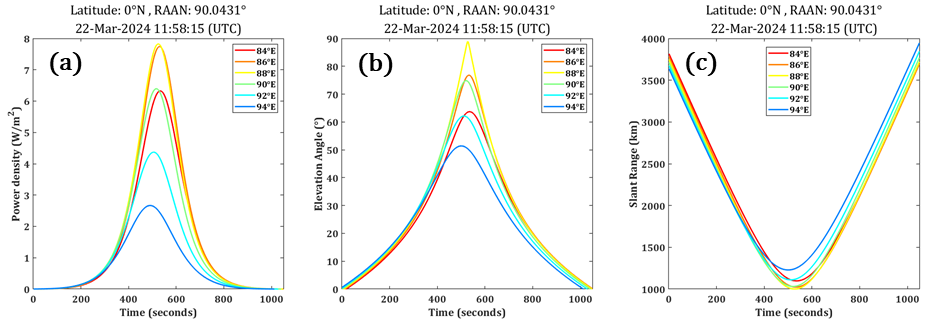 Latitude: 0°N , RAAN: 90.0431°
22-Mar-2024 11:58:15 (UTC)
(a)
84°E
86°E
88°E
90°E
92°E
94°E
Power density (W/m²)
8
7
6
5
4
3
2
1
0
0 200 400 600 800 1000
Time (seconds)
Latitude: 0°N , RAAN: 90.0431°
22-Mar-2024 11:58:15 (UTC)
(b)
84°E
86°E
88°E
90°E
92°E
94°E
Elevation Angle (°)
90
80
70
60
50
40
30
20
10
0
0 200 400 600 800 1000
Time (seconds)
Latitude: 0°N , RAAN: 90.0431°
22-Mar-2024 11:58:15 (UTC)
(c)
84°E
86°E
88°E
90°E
92°E
94°E
Slant Range (km)
4000
3500
3000
2500
2000
1500
1000
0 200 400 600 800 1000
Time (seconds)